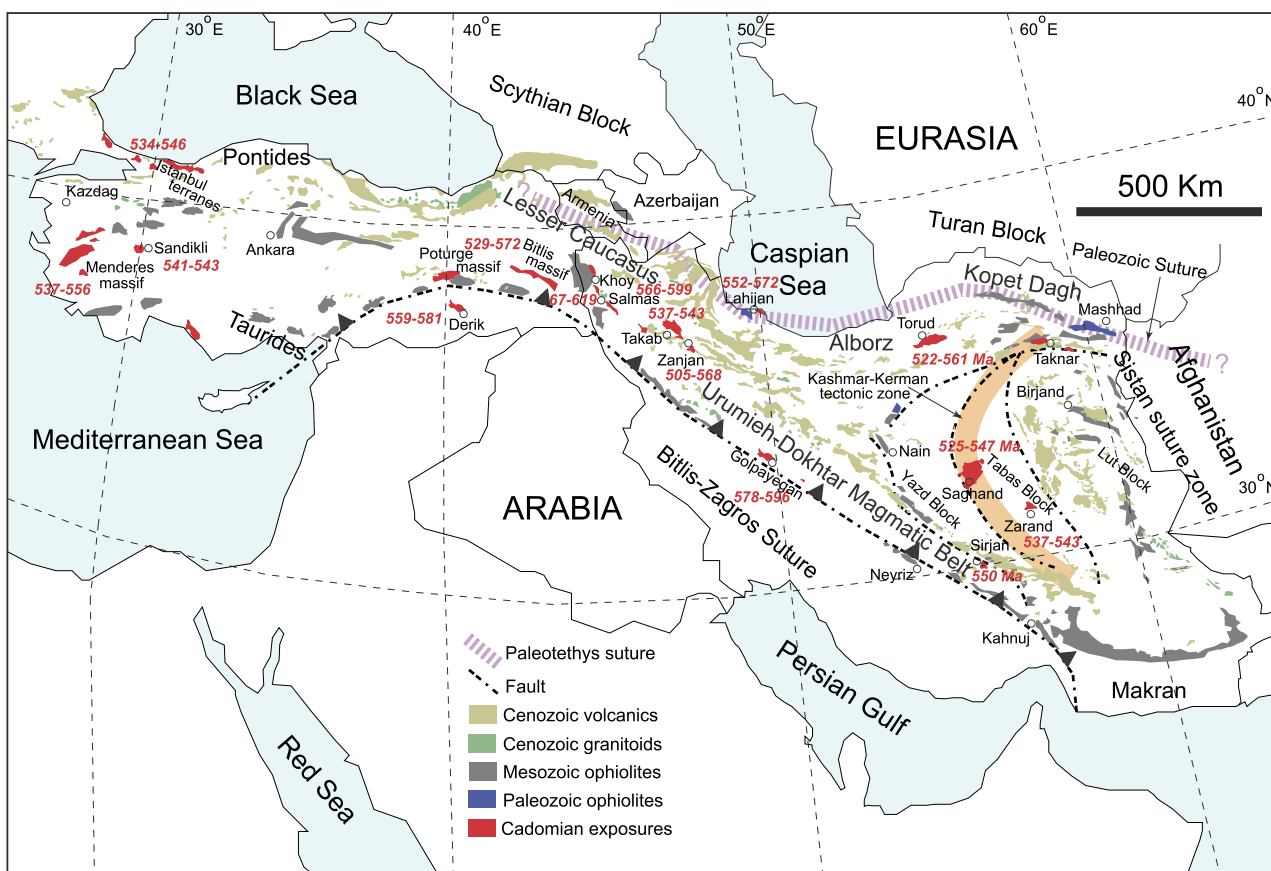 30°E
40°E
50°E
60°E
40°N
30°N
Black Sea
Scythian Block
EURASIA
500 Km
534-546
Pontides
Istanbul
terranes
Kazdag
Armenia
Azerbaijan
Lesser Caucasus
?
Caspian
Sea
Turan Block
Paleozoic Suture
Kopet Dagh
Sandikli
541-543
Ankara
Menderes
massif
537-556
Poturge
massif
529-572
Bitlis
massif
Khoy
Salmas
67-619
566-599
537-543
552-572
Lahijan
Mashhad
Torud
Alborz
522-561 Ma
Taknar
?
Taurides
559-581
Derik
Takab
Zanjan
505-568
Kashmar-Kerman
tectonic zone
Birjand
Sistan suture zone
Afghanistan
Mediterranean Sea
Urumieh-Dokhtar Magmatic Belt
Nain
525-547 Ma
Saghand
Tabas Block
Lut Block
Golpayegan
578-596
Yazd Block
Zarand
537-543
ARABIA
Bitlis-Zagros Suture
Sirjan
550 Ma
Neyriz
Kahnuj
Makran
Persian Gulf
Red Sea
Paleotethys suture
Fault
Cenozoic volcanics
Cenozoic granitoids
Mesozoic ophiolites
Paleozoic ophiolites
Cadomian exposures